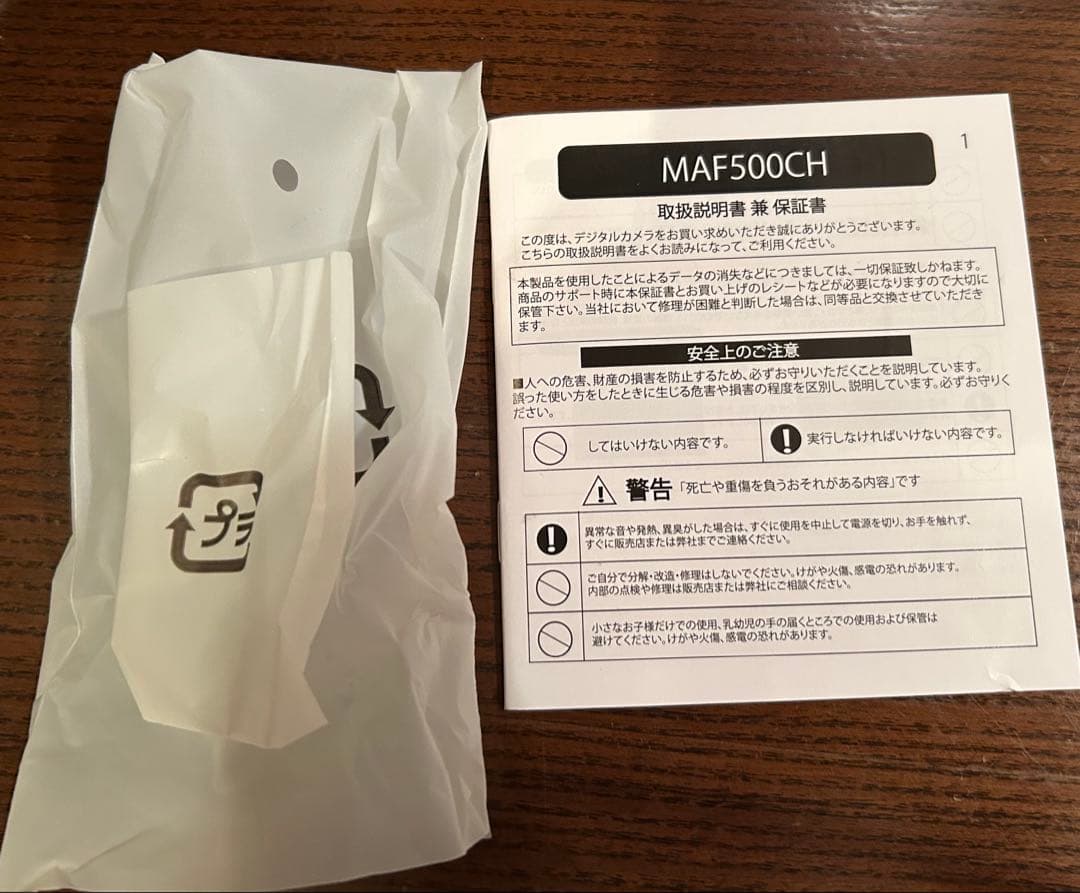 プラ
1
MAF500CH
取扱説明書 兼 保証書
この度は、デジタルカメラをお買い求めいただき誠にありがとうございます。
こちらの取扱説明書をよくお読みになって、ご利用ください。
本製品を使用したことによるデータの消失などにつきましては、一切保証致しかねます。
商品のサポート時に本保証書とお買い上げのレシートなどが必要になりますので大切に
保管下さい。当社において修理が困難と判断した場合は、同等品と交換させていただき
ます。
安全上のご注意
■人への危害、財産の損害を防止するため、必ずお守りいただくことを説明しています。
誤った使い方をしたときに生じる危害や損害の程度を区別し、説明しています。必ずお守りく
ださい。
してはいけない内容です。
実行しなければいけない内容です。
警告「死亡や重傷を負うおそれがある内容」です
異常な音や発熱、異臭がした場合は、すぐに使用を中止して電源を切り、お手を触れず、
すぐに販売店または弊社までご連絡ください。
ご自分で分解・改造・修理はしないでください。けがや火傷、感電の恐れがあります。
内部の点検や修理は販売店または弊社にご相談ください。
小さなお子様だけでの使用、乳幼児の手の届くところでの使用および保管は
避けてください。けがや火傷、感電の恐れがあります。